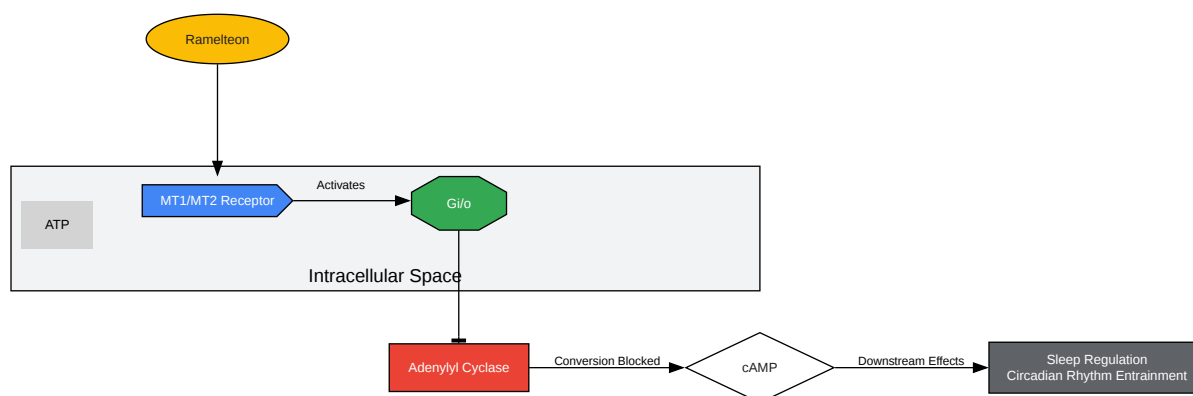 Ramelteon
MT1/MT2 Receptor
Activates
Gi/o
ATP
Intracellular Space
Adenylyl Cyclase
Conversion Blocked
cAMP
Downstream Effects
Sleep Regulation
Circadian Rhythm Entrainment